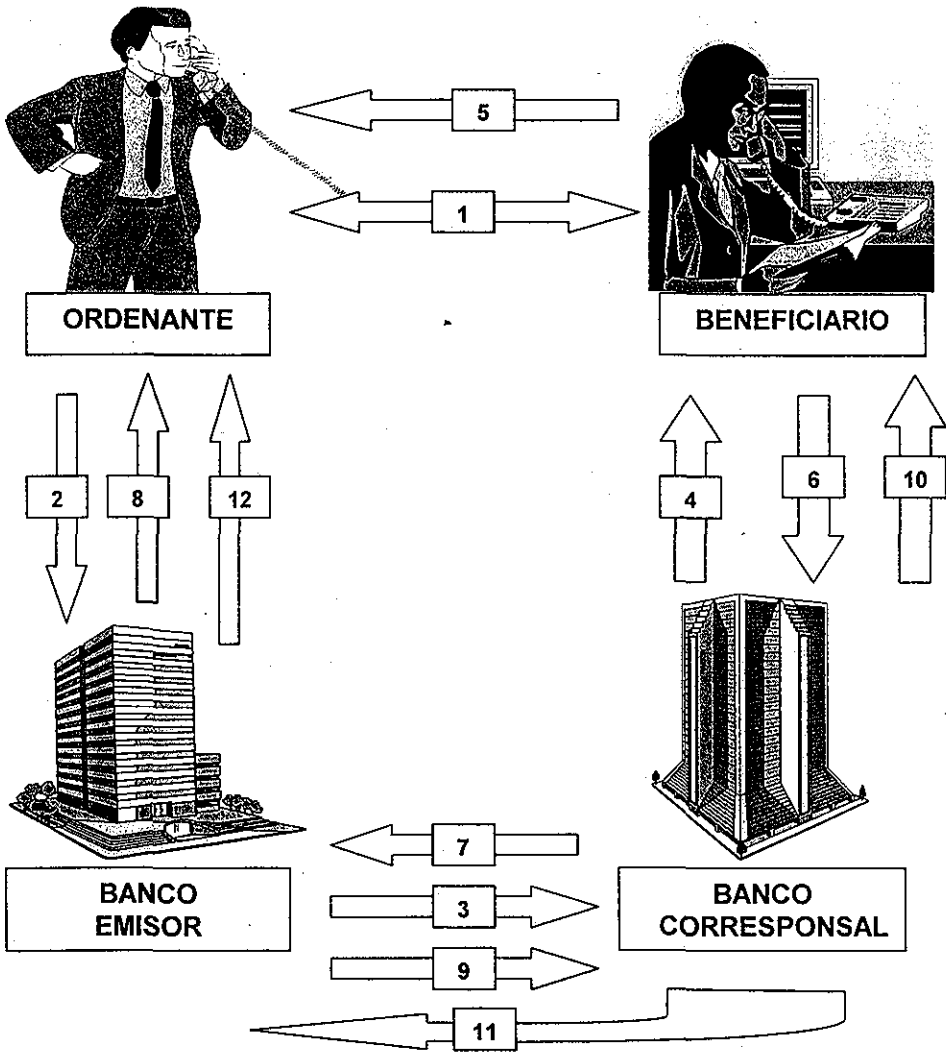 5
1
ORDENANTE
BENEFICIARIO
2
8
12
4
6
10
7
3
9
BANCO
EMISOR
BANCO
CORRESPONSAL
11